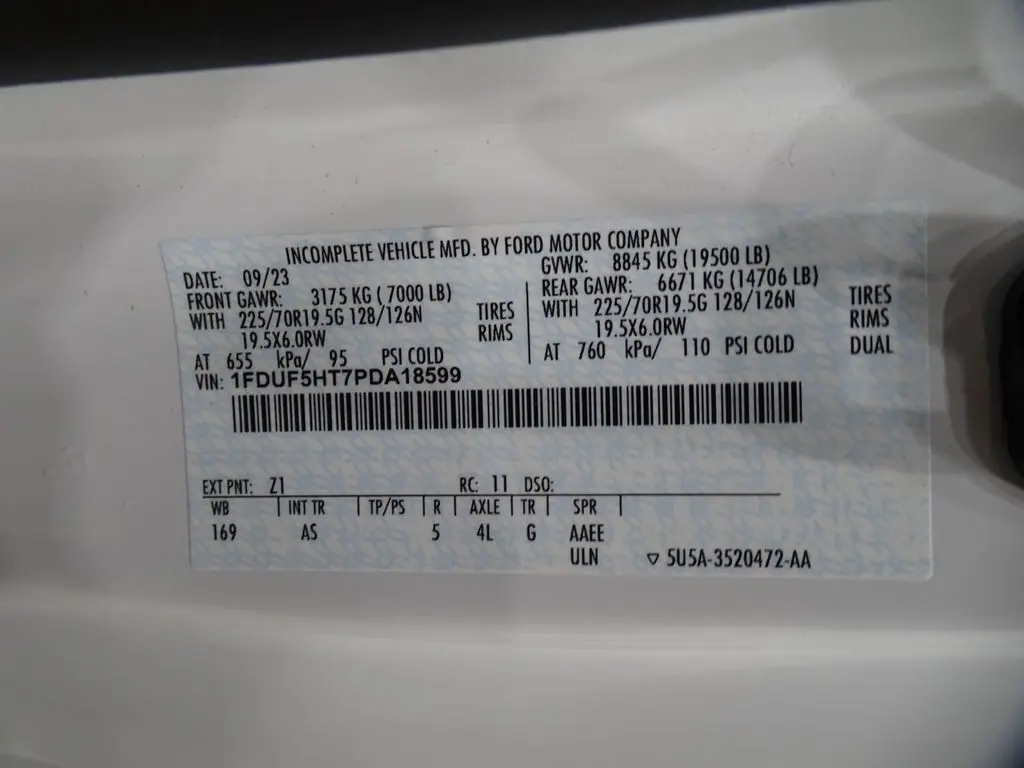 INCOMPLETE VEHICLE MFD. BY FORD MOTOR COMPANY
DATE: 09/23 GVWR: 8845 KG (19500 LB)
FRONT GAWR: 3175 KG ( 7000 LB) REAR GAWR: 6671 KG (14706 LB)
WITH 225/70R19.5G 128/126N TIRES WITH 225/70R19.5G 128/126N TIRES
19.5X6.0RW RIMS 19.5X6.0RW RIMS
AT 655 kPa/ 95 PSI COLD AT 760 kPa/ 110 PSI COLD DUAL
VIN: 1FDUF5HT7PDA18599
EXT PNT: Z1 RC: 11 DSO:
WB INT TR TP/PS R AXLE TR SPR
169 AS 5 4L G AAEE
ULN ▽ 5U5A-3520472-AA